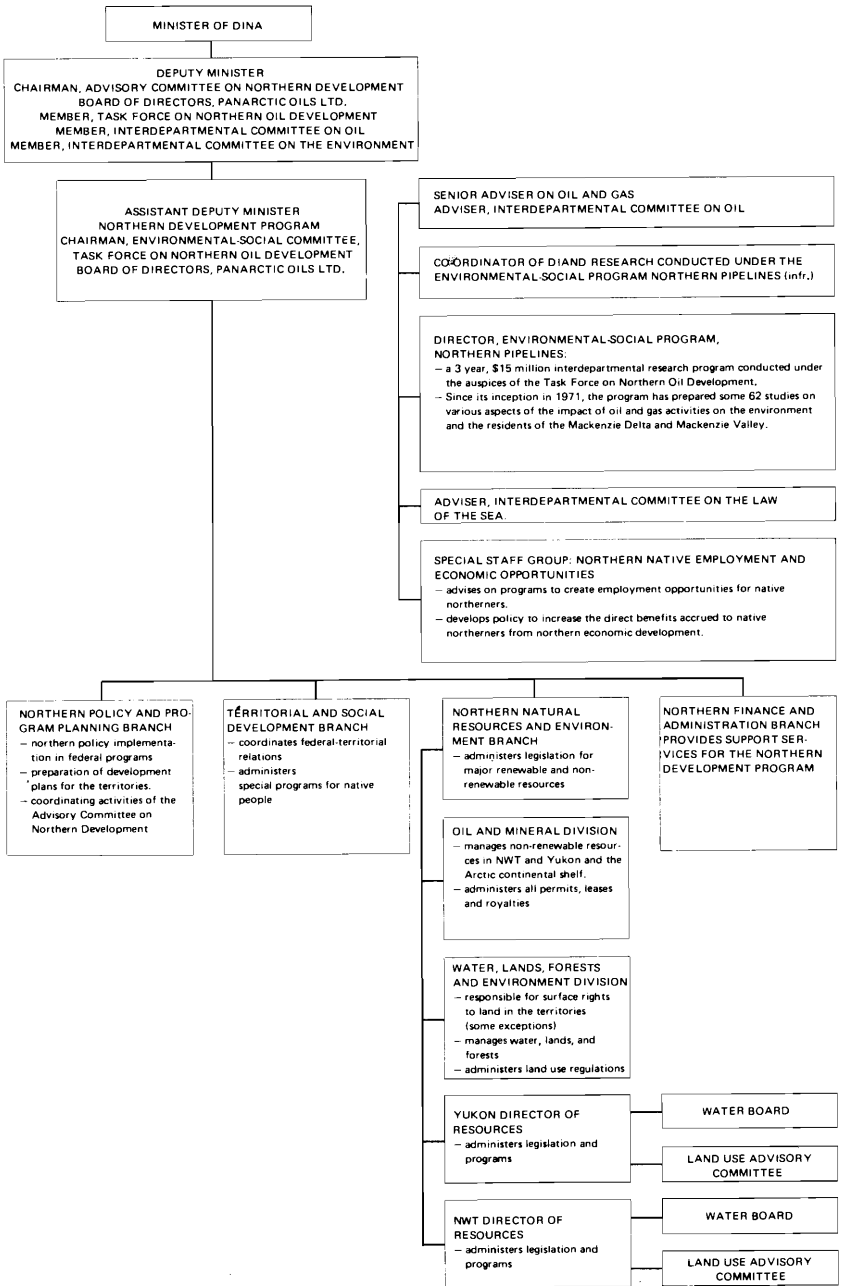 MINISTER OF DINA
DEPUTY MINISTER
CHAIRMAN, ADVISORY COMMITTEE ON NORTHERN DEVELOPMENT
BOARD OF DIRECTORS, PANARCTIC OILS LTD.
MEMBER, TASK FORCE ON NORTHERN OIL DEVELOPMENT
MEMBER, INTERDEPARTMENTAL COMMITTEE ON OIL
MEMBER, INTERDEPARTMENTAL COMMITTEE ON THE ENVIRONMENT
ASSISTANT DEPUTY MINISTER
NORTHERN DEVELOPMENT PROGRAM
CHAIRMAN, ENVIRONMENTAL-SOCIAL COMMITTEE,
TASK FORCE ON NORTHERN OIL DEVELOPMENT
BOARD OF DIRECTORS, PANARCTIC OILS LTD.
SENIOR ADVISER ON OIL AND GAS
ADVISER, INTERDEPARTMENTAL COMMITTEE ON OIL
CO-ORDINATOR OF DIAND RESEARCH CONDUCTED UNDER THE
ENVIRONMENTAL-SOCIAL PROGRAM NORTHERN PIPELINES (infr.)
DIRECTOR, ENVIRONMENTAL-SOCIAL PROGRAM,
NORTHERN PIPELINES:
– a 3 year, $15 million interdepartmental research program conducted under
the auspices of the Task Force on Northern Oil Development.
– Since its inception in 1971, the program has prepared some 62 studies on
various aspects of the impact of oil and gas activities on the environment
and the residents of the Mackenzie Delta and Mackenzie Valley.
ADVISER, INTERDEPARTMENTAL COMMITTEE ON THE LAW
OF THE SEA.
SPECIAL STAFF GROUP: NORTHERN NATIVE EMPLOYMENT AND
ECONOMIC OPPORTUNITIES
– advises on programs to create employment opportunities for native
northerners.
– develops policy to increase the direct benefits accrued to native
northerners from northern economic development.
NORTHERN POLICY AND PRO-
GRAM PLANNING BRANCH
– northern policy implementa-
tion in federal programs
– preparation of development
plans for the territories.
– coordinating activities of the
Advisory Committee on
Northern Development
TERRITORIAL AND SOCIAL
DEVELOPMENT BRANCH
– coordinates federal-territorial
relations
– administers
special programs for native
people
NORTHERN NATURAL
RESOURCES AND ENVIRON-
MENT BRANCH
– administers legislation for
major renewable and non-
renewable resources
NORTHERN FINANCE AND
ADMINISTRATION BRANCH
PROVIDES SUPPORT SER-
VICES FOR THE NORTHERN
DEVELOPMENT PROGRAM
OIL AND MINERAL DIVISION
– manages non-renewable resour-
ces in NWT and Yukon and the
Arctic continental shelf.
– administers all permits, leases
and royalties
WATER, LANDS, FORESTS
AND ENVIRONMENT DIVISION
– responsible for surface rights
to land in the territories
(some exceptions)
– manages water, lands, and
forests
– administers land use regulations
YUKON DIRECTOR OF
RESOURCES
– administers legislation and
programs
WATER BOARD
LAND USE ADVISORY
COMMITTEE
NWT DIRECTOR OF
RESOURCES
– administers legislation and
programs
WATER BOARD
LAND USE ADVISORY
COMMITTEE